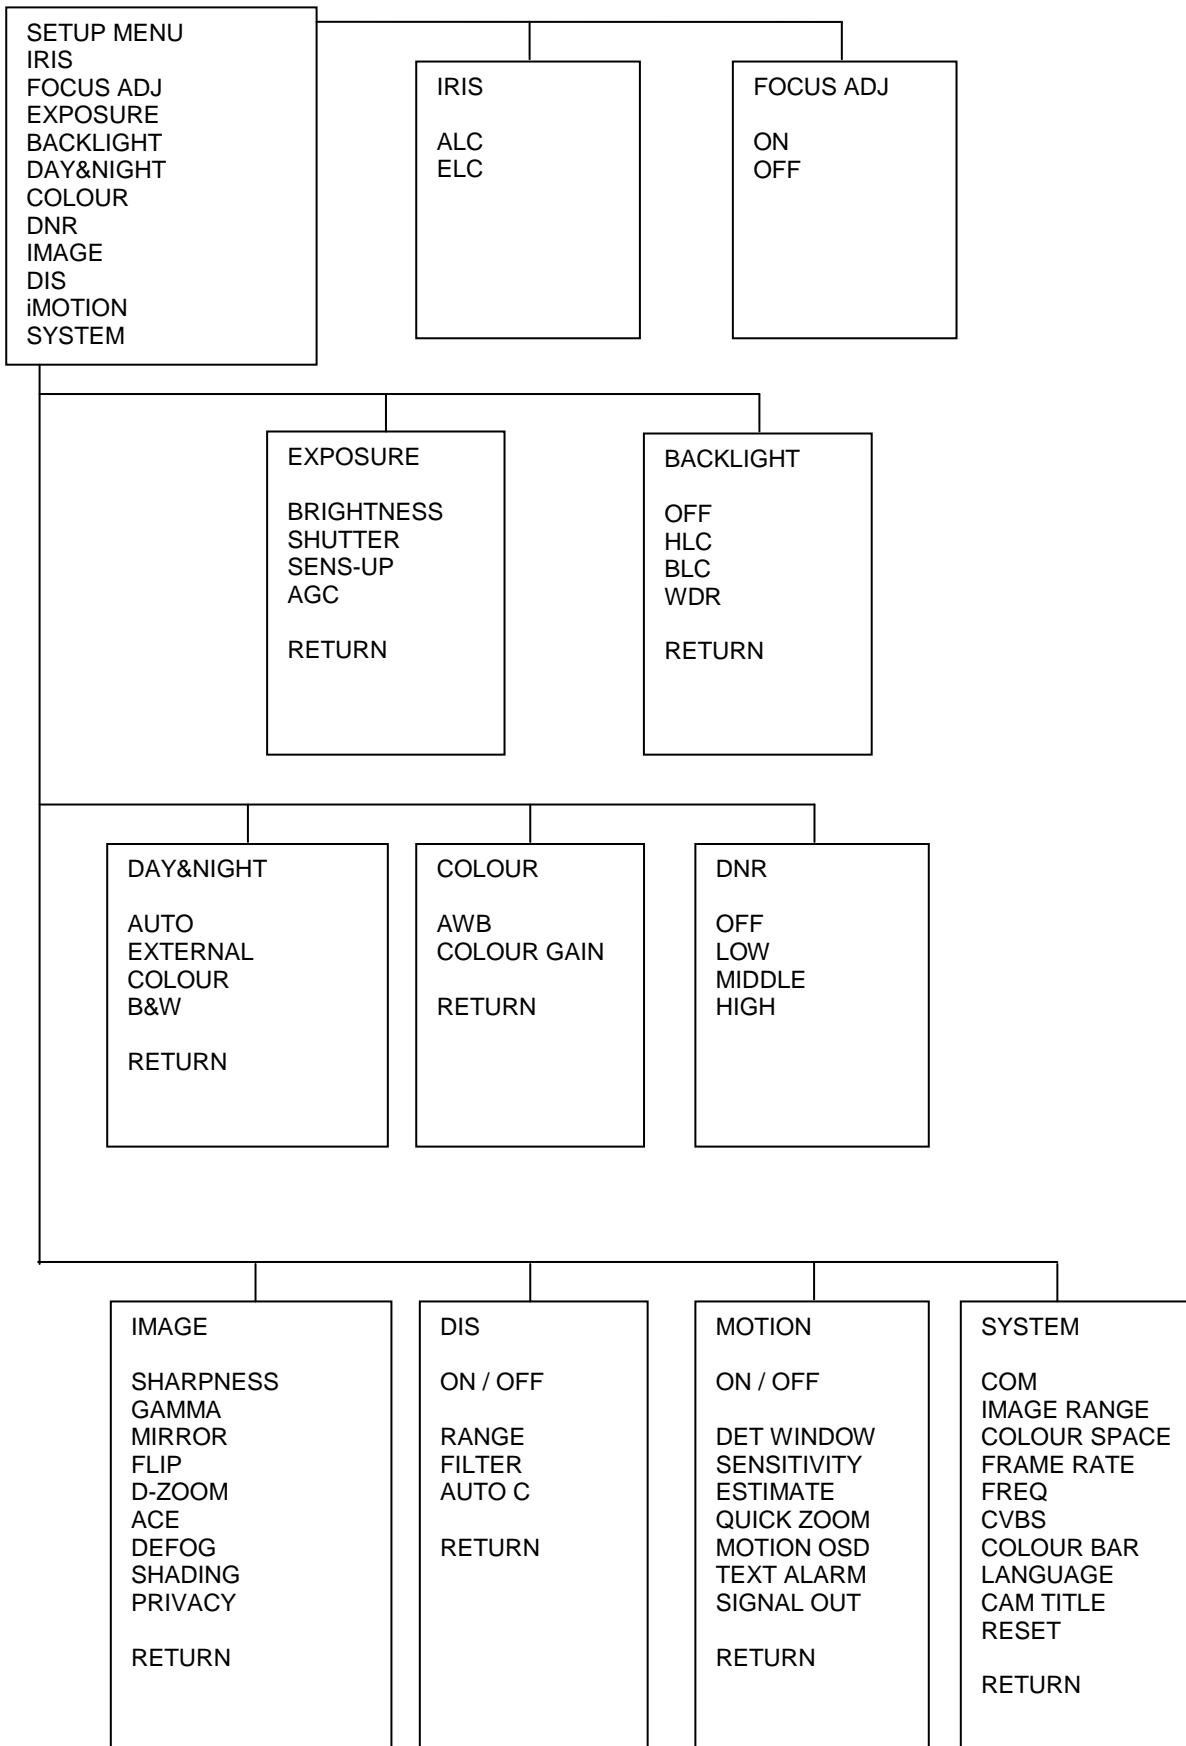 SETUP MENU
IRIS
FOCUS ADJ
EXPOSURE
BACKLIGHT
DAY&NIGHT
COLOUR
DNR
IMAGE
DIS
iMOTION
SYSTEM
IRIS
ALC
ELC
FOCUS ADJ
ON
OFF
EXPOSURE
BRIGHTNESS
SHUTTER
SENS-UP
AGC
RETURN
BACKLIGHT
OFF
HLC
BLC
WDR
RETURN
DAY&NIGHT
AUTO
EXTERNAL
COLOUR
B&W
RETURN
COLOUR
AWB
COLOUR GAIN
RETURN
DNR
OFF
LOW
MIDDLE
HIGH
IMAGE
SHARPNESS
GAMMA
MIRROR
FLIP
D-ZOOM
ACE
DEFOG
SHADING
PRIVACY
RETURN
DIS
ON / OFF
RANGE
FILTER
AUTO C
RETURN
MOTION
ON / OFF
DET WINDOW
SENSITIVITY
ESTIMATE
QUICK ZOOM
MOTION OSD
TEXT ALARM
SIGNAL OUT
RETURN
SYSTEM
COM
IMAGE RANGE
COLOUR SPACE
FRAME RATE
FREQ
CVBS
COLOUR BAR
LANGUAGE
CAM TITLE
RESET
RETURN